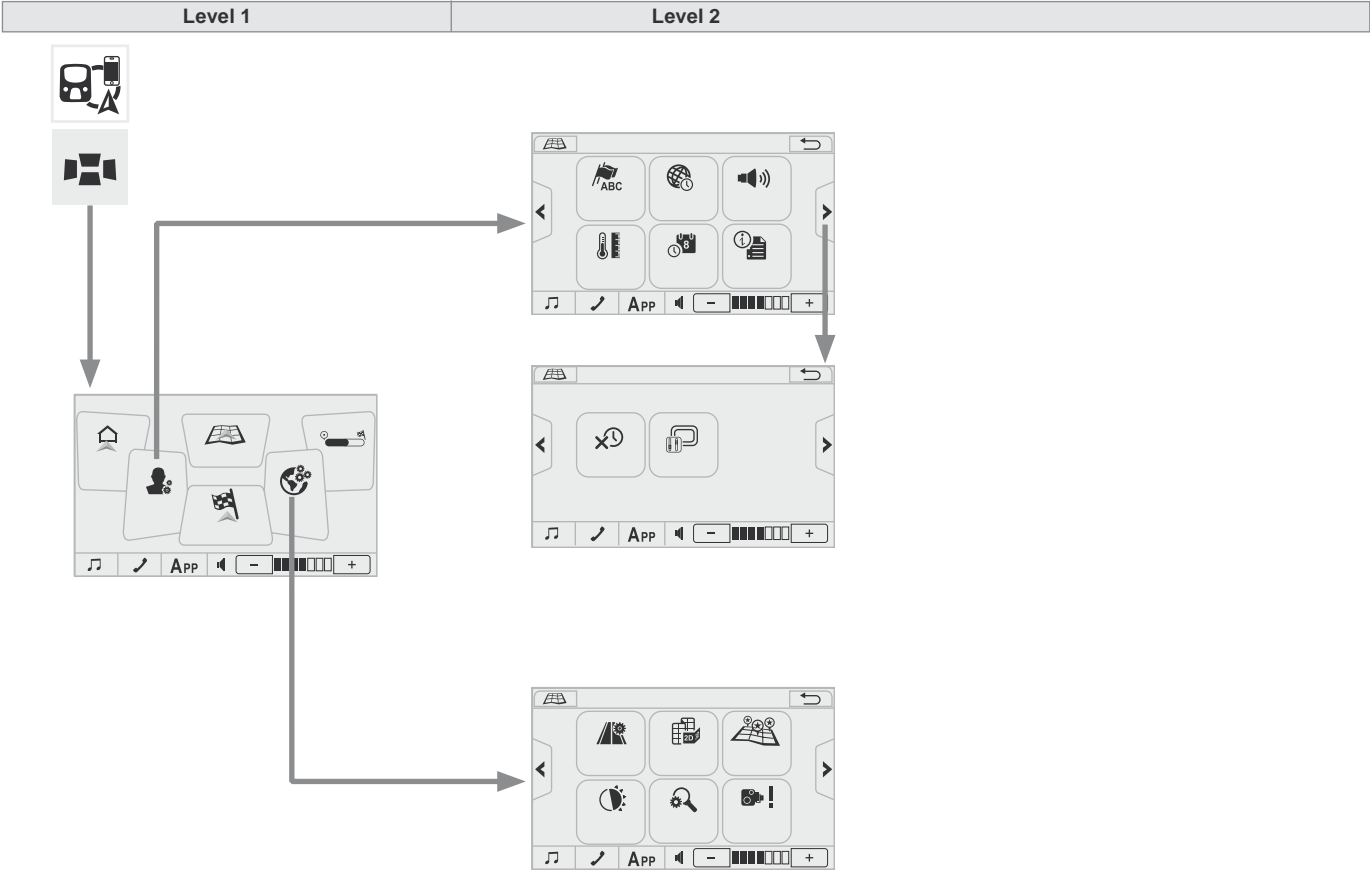 Level 1 Level 2
ABC
8
APP - +
APP - +
APP - +
2D
APP - +